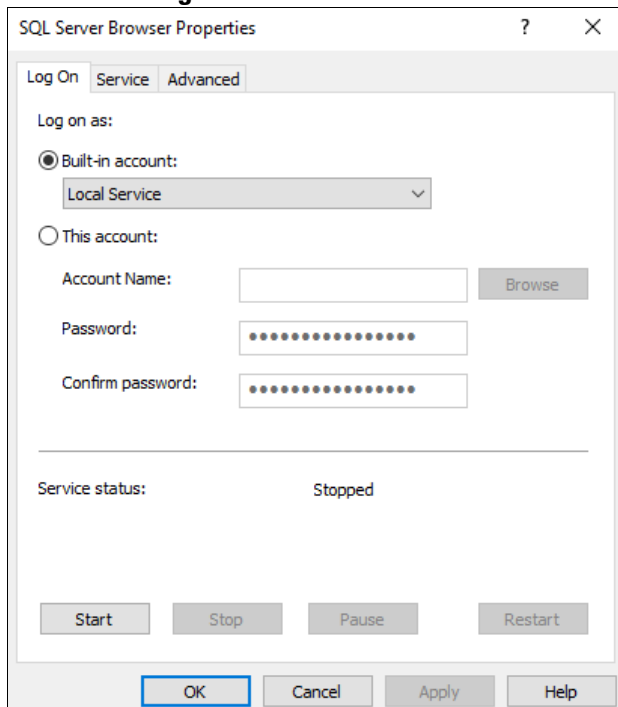 SQL Server Browser Properties ? X
Log On Service Advanced
Log on as:
Built-in account:
Local Service
This account:
Account Name:
Browse
Password:
••••••••••••••••
Confirm password:
••••••••••••••••
Service status: Stopped
Start Stop Pause Restart
OK Cancel Apply Help